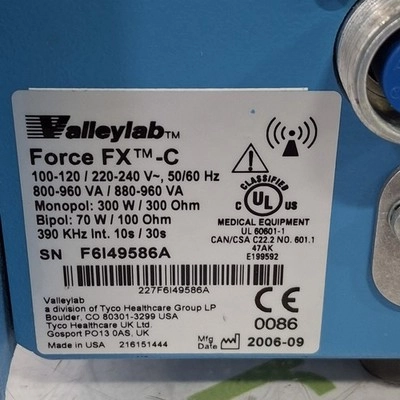 Valleylab™
Force FX™-C
100-120 / 220-240 V~, 50/60 Hz
800-960 VA / 880-960 VA
Monopol: 300 W / 300 Ohm
Bipol: 70 W / 100 Ohm
390 KHz Int. 10s / 30s
SN F6I49586A
227F6I49586A
CLASSIFIED
C UL US
MEDICAL EQUIPMENT
UL 60601-1
CAN/CSA C22.2 NO. 601.1
47AK
E199592
Valleylab
a division of Tyco Healthcare Group LP
Boulder, CO 80301-3299 USA
Tyco Healthcare UK Ltd.
Gosport PO13 0AS, UK
Made in USA 216151444
CE
0086
Mfg
Date 2006-09